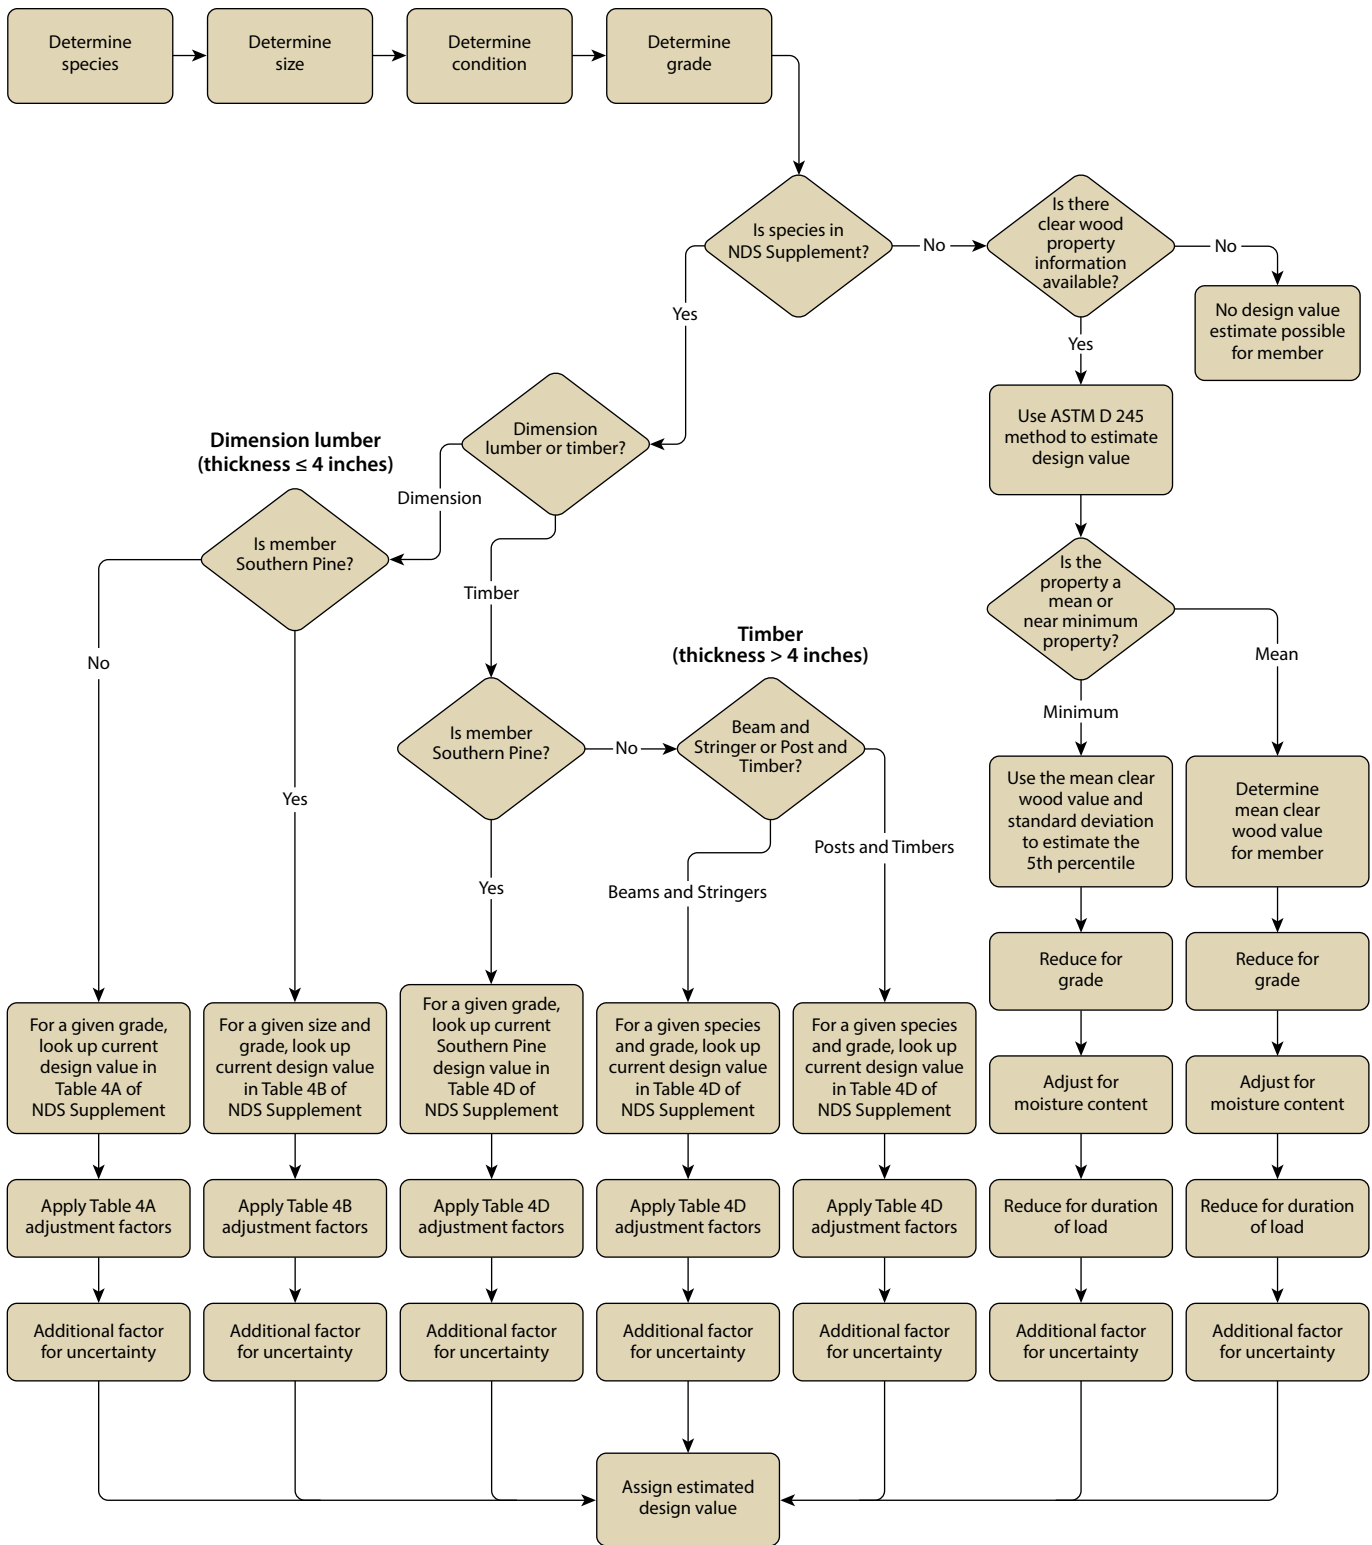 Determine
species
Determine
size
Determine
condition
Determine
grade
Is species in
NDS Supplement?
No
Is there
clear wood
property
information
available?
No
No design value
estimate possible
for member
Yes
Yes
Use ASTM D 245
method to estimate
design value
Dimension
lumber or timber?
Dimension lumber
(thickness ≤ 4 inches)
Dimension
Is member
Southern Pine?
Timber
Is the
property a
mean or
near minimum
property?
Mean
Minimum
No
Yes
Timber
(thickness > 4 inches)
Is member
Southern Pine?
No
Beam and
Stringer or Post and
Timber?
Posts and Timbers
Beams and Stringers
Yes
Use the mean clear
wood value and
standard deviation
to estimate the
5th percentile
Determine
mean clear
wood value
for member
Reduce for
grade
Reduce for
grade
For a given grade,
look up current
design value in
Table 4A of
NDS Supplement
For a given size and
grade, look up
current design value
in Table 4B of
NDS Supplement
For a given grade,
look up current
Southern Pine
design value in
Table 4D of
NDS Supplement
For a given species
and grade, look up
current design value
in Table 4D of
NDS Supplement
For a given species
and grade, look up
current design value
in Table 4D of
NDS Supplement
Adjust for
moisture content
Adjust for
moisture content
Apply Table 4A
adjustment factors
Apply Table 4B
adjustment factors
Apply Table 4D
adjustment factors
Apply Table 4D
adjustment factors
Apply Table 4D
adjustment factors
Reduce for duration
of load
Reduce for duration
of load
Additional factor
for uncertainty
Additional factor
for uncertainty
Additional factor
for uncertainty
Additional factor
for uncertainty
Additional factor
for uncertainty
Additional factor
for uncertainty
Additional factor
for uncertainty
Assign estimated
design value